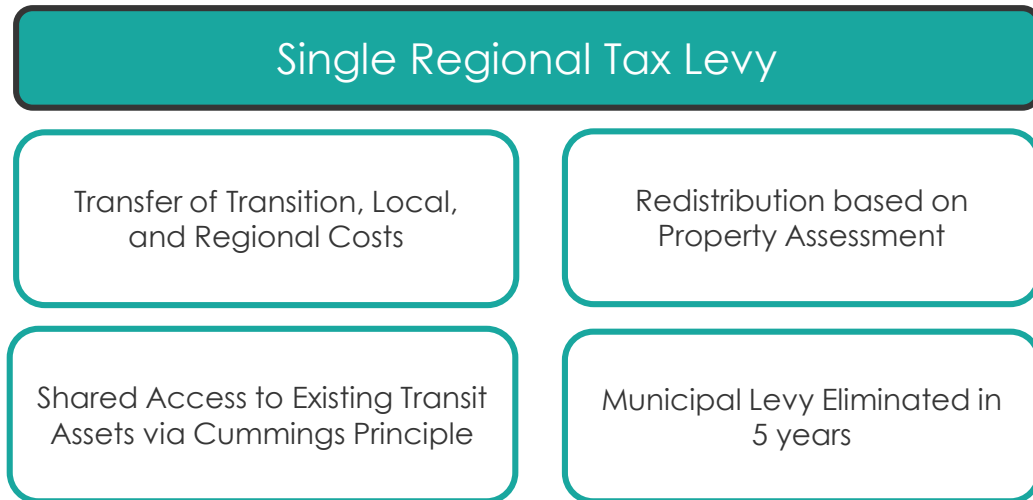 Single Regional Tax Levy
Transfer of Transition, Local,
and Regional Costs
Redistribution based on
Property Assessment
Shared Access to Existing Transit
Assets via Cummings Principle
Municipal Levy Eliminated in
5 years